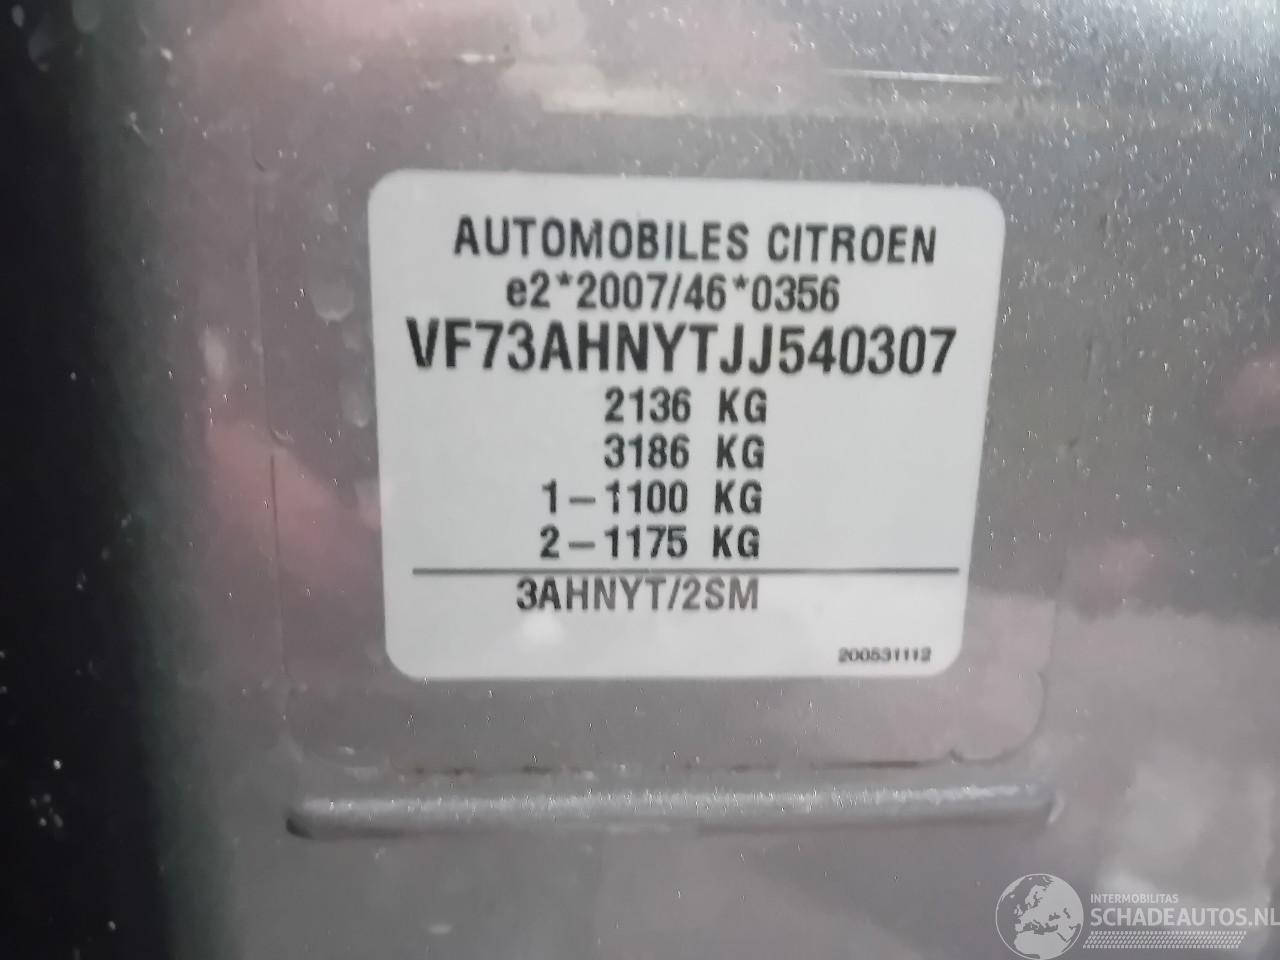 AUTOMOBILES CITROEN
e2*2007/46*0356
VF73AHNYTJJ540307
2136 KG
3186 KG
1-1100 KG
2-1175 KG
3AHNYT/2SM
200531112
INTERMOBILITAS
SCHADEAUTOS.NL